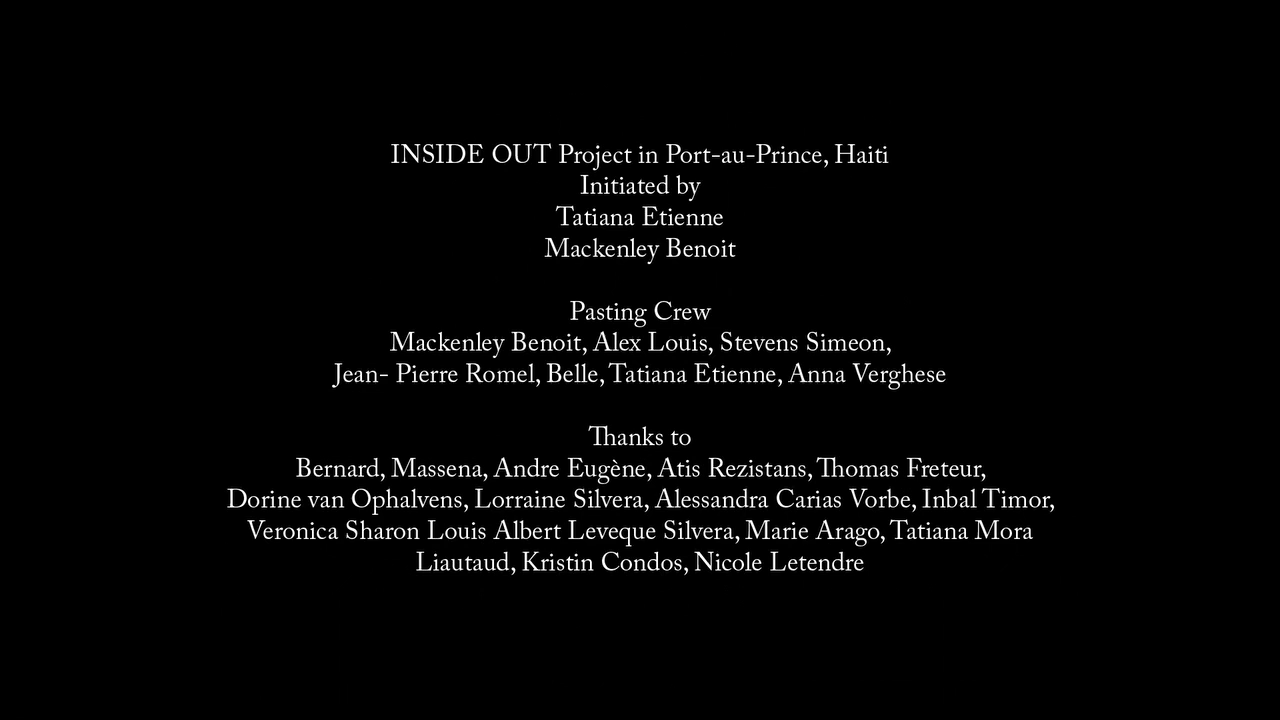 INSIDE OUT Project in Port-au-Prince, Haiti
Initiated by
Tatiana Etienne
Mackenley Benoit
Pasting Crew
Mackenley Benoit, Alex Louis, Stevens Simeon,
Jean- Pierre Romel, Belle, Tatiana Etienne, Anna Verghese
Thanks to
Bernard, Massena, Andre Eugène, Atis Rezistans, Thomas Freteur,
Dorine van Ophalvens, Lorraine Silvera, Alessandra Carias Vorbe, Inbal Timor,
Veronica Sharon Louis Albert Leveque Silvera, Marie Arago, Tatiana Mora
Liautaud, Kristin Condos, Nicole Letendre